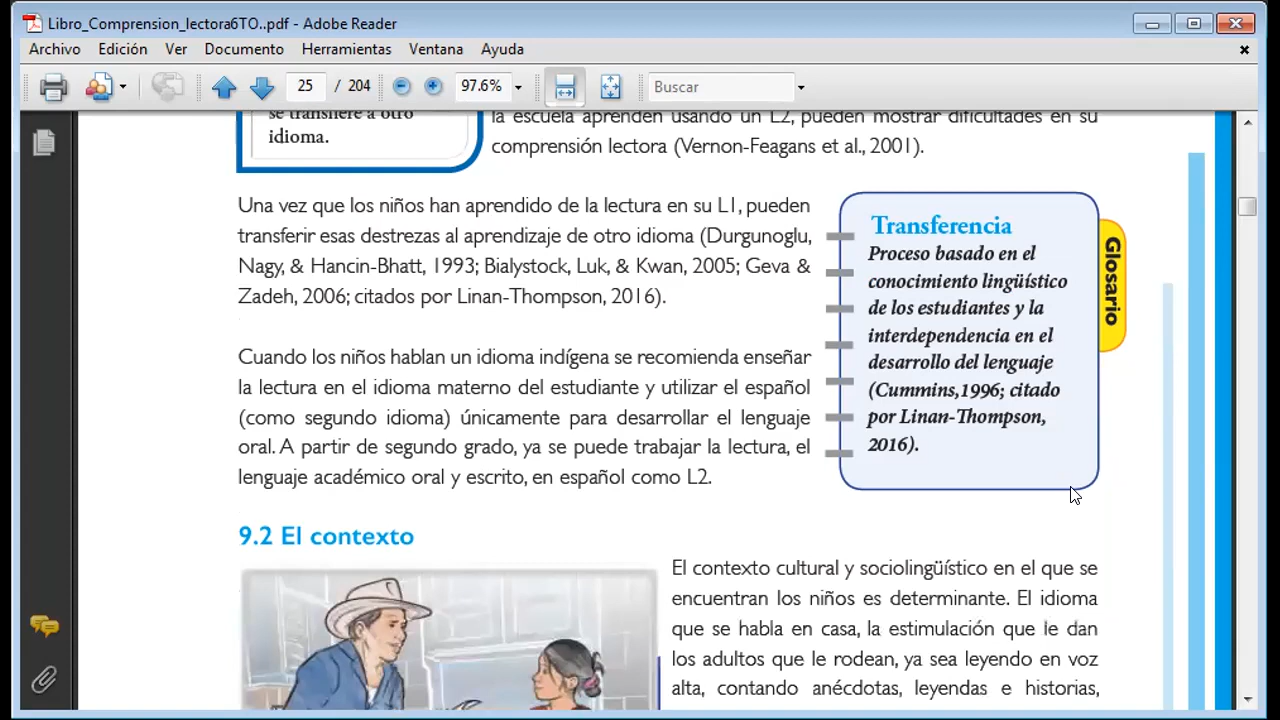 Libro_Comprension_lectora6TO..pdf - Adobe Reader
Archivo Edición Ver Documento Herramientas Ventana Ayuda
25 / 204 97.6% Buscar
se transfiere a otro
idioma.
la escuela aprenden usando un L2, pueden mostrar dificultades en su
comprensión lectora (Vernon-Feagans et al., 2001).
Una vez que los niños han aprendido de la lectura en su L1, pueden
transferir esas destrezas al aprendizaje de otro idioma (Durgunoglu,
Nagy, & Hancin-Bhatt, 1993; Bialystock, Luk, & Kwan, 2005; Geva &
Zadeh, 2006; citados por Linan-Thompson, 2016).
Cuando los niños hablan un idioma indígena se recomienda enseñar
la lectura en el idioma materno del estudiante y utilizar el español
(como segundo idioma) únicamente para desarrollar el lenguaje
oral. A partir de segundo grado, ya se puede trabajar la lectura, el
lenguaje académico oral y escrito, en español como L2.
Transferencia
Proceso basado en el
conocimiento lingüístico
de los estudiantes y la
interdependencia en el
desarrollo del lenguaje
(Cummins,1996; citado
por Linan-Thompson,
2016).
Glosario
9.2 El contexto
El contexto cultural y sociolingüístico en el que se
encuentran los niños es determinante. El idioma
que se habla en casa, la estimulación que le dan
los adultos que le rodean, ya sea leyendo en voz
alta, contando anécdotas, leyendas e historias,